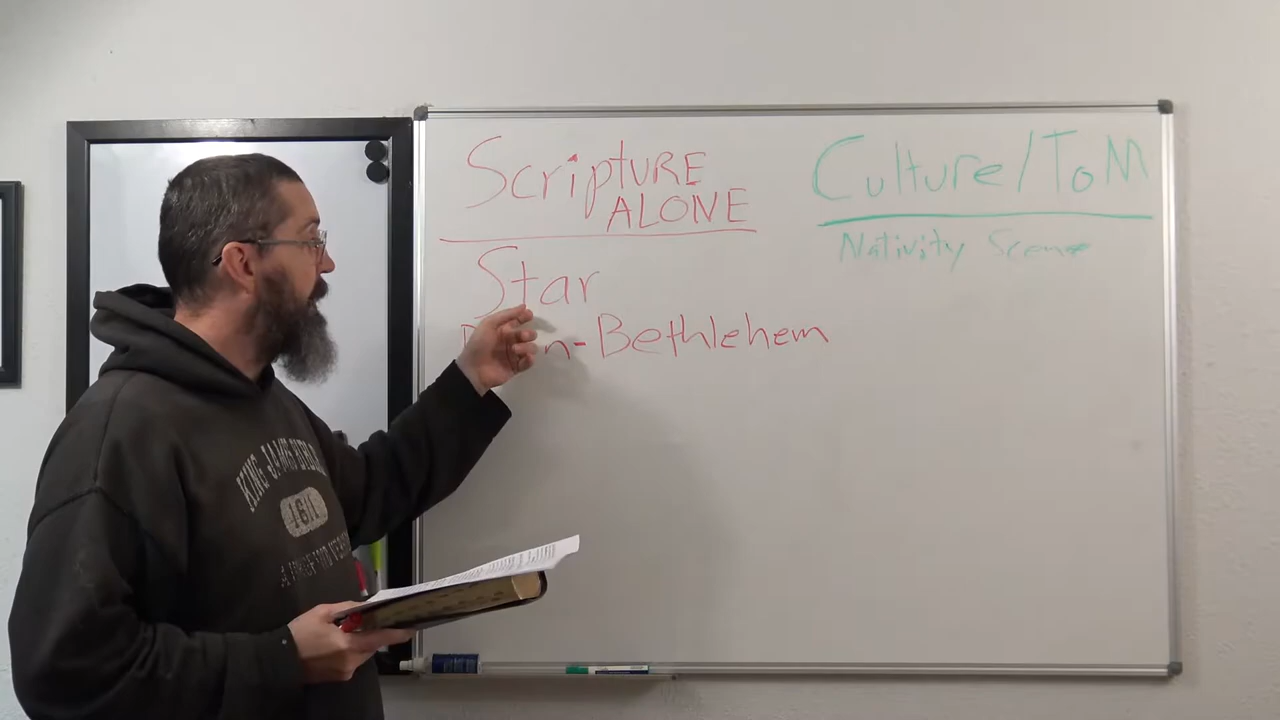 Scripture
ALONE
Star
n-Bethlehem
Culture/ToM
Nativity Scene
KING JAMES BIBLE
1611